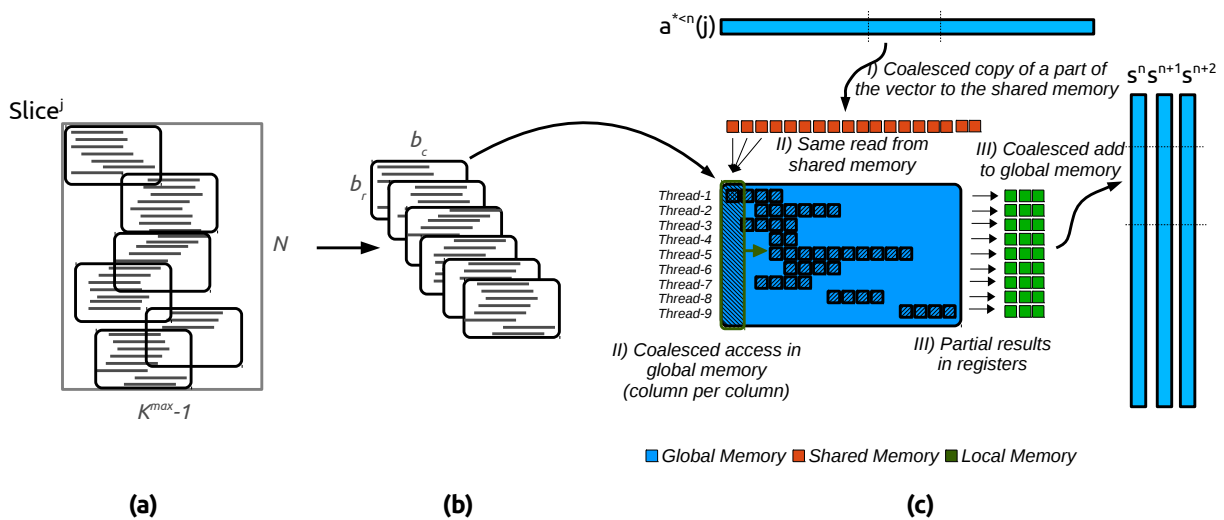 a*<n(j)
I) Coalesced copy of a part of
the vector to the shared memory
sⁿ sⁿ⁺¹ sⁿ⁺²
Sliceʲ
b_c
b_r
N
K^max-1
II) Same read from
shared memory
III) Coalesced add
to global memory
Thread-1
Thread-2
Thread-3
Thread-4
Thread-5
Thread-6
Thread-7
Thread-8
Thread-9
II) Coalesced access in
global memory
(column per column)
III) Partial results
in registers
Global Memory Shared Memory Local Memory
(a) (b) (c)